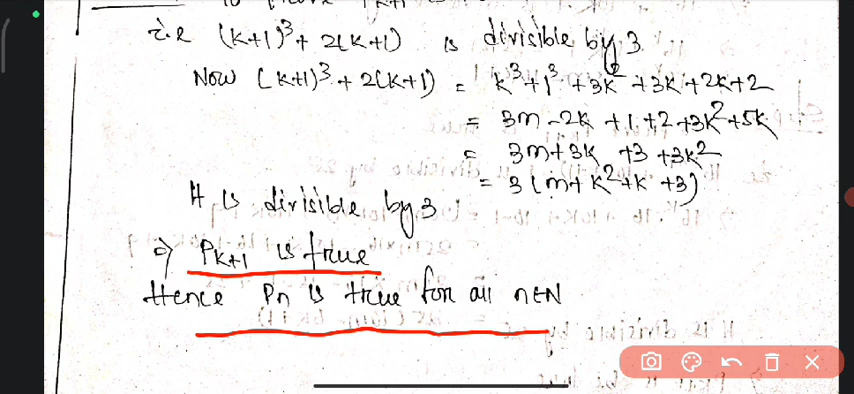 i.e (k+1)³ + 2(k+1) is divisible by 3
Now (k+1)³ + 2(k+1) = k³+1³+3k²+3k+2k+2
= 3m-2k+1+2+3k²+5k
= 3m+3k+3+3k²
= 3(m+k²+k+3)
It is divisible by 3
⇒ Pk+1 is true
Hence Pn is true for all n∈N